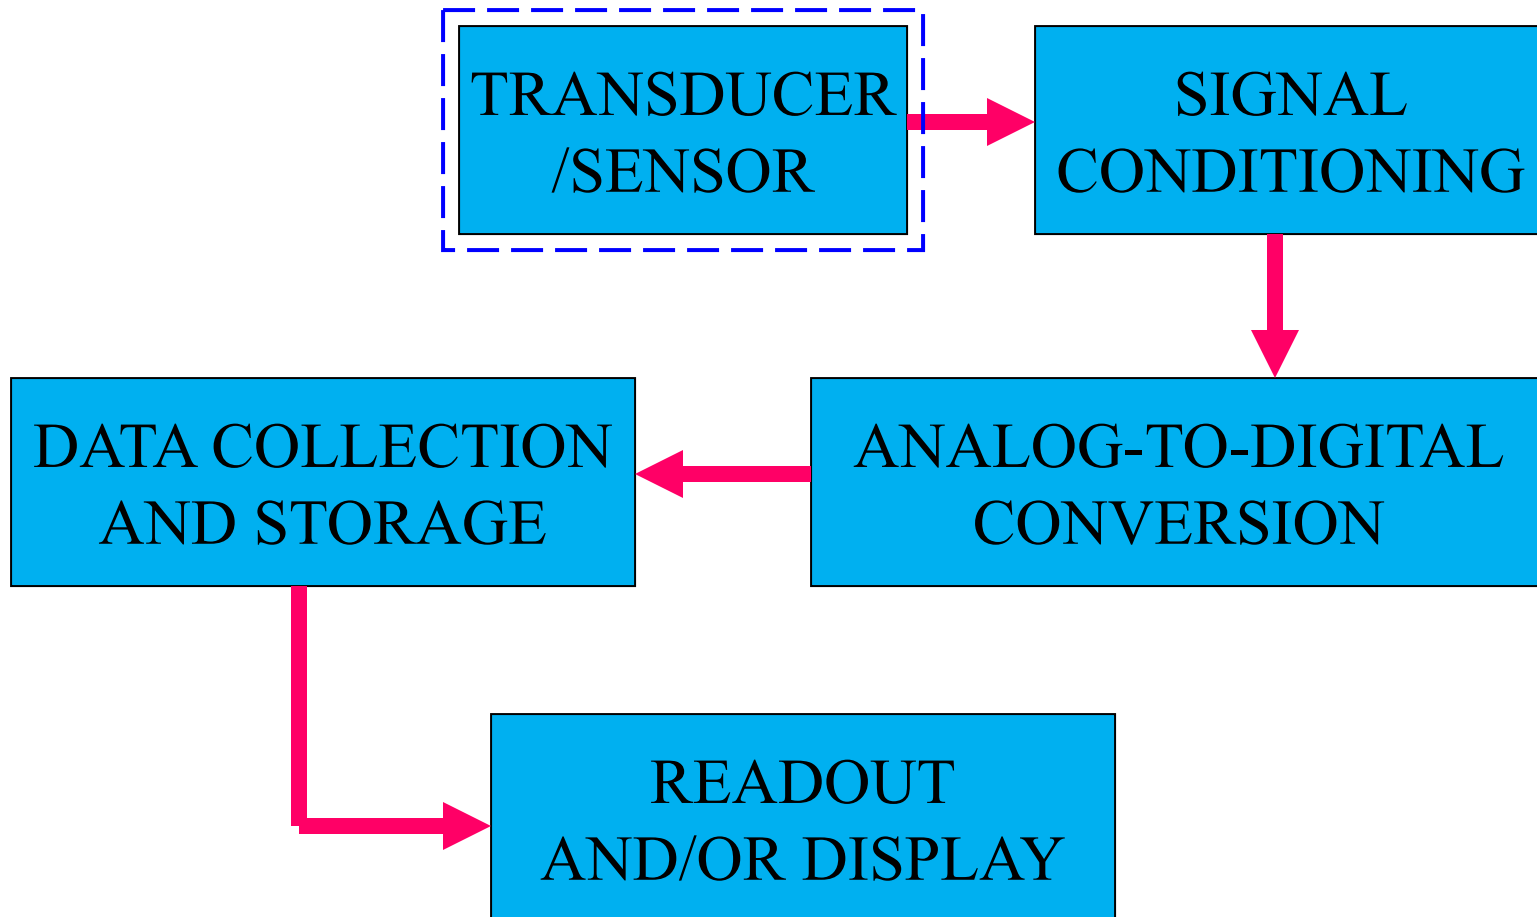 TRANSDUCER
/SENSOR
SIGNAL
CONDITIONING
DATA COLLECTION
AND STORAGE
ANALOG-TO-DIGITAL
CONVERSION
READOUT
AND/OR DISPLAY